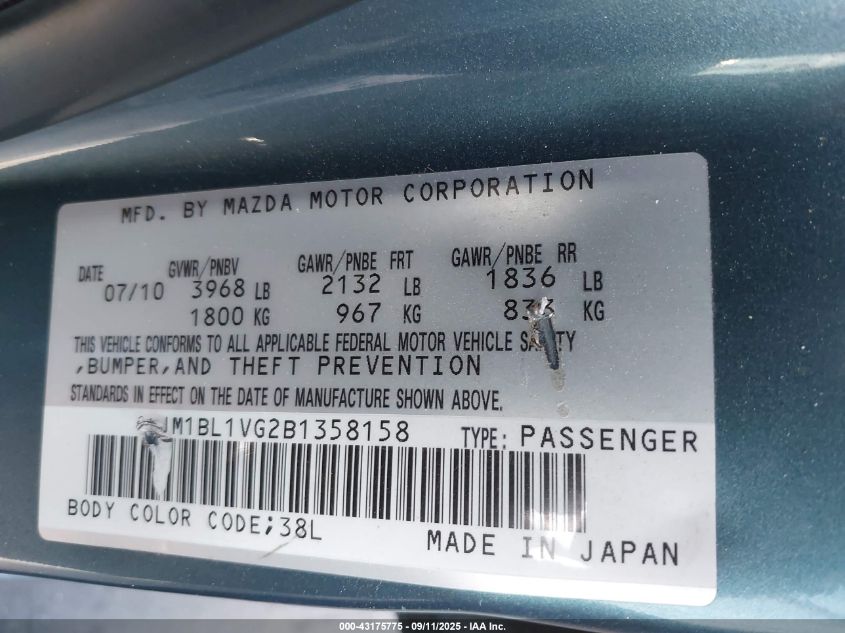 MFD. BY MAZDA MOTOR CORPORATION
DATE GVWR/PNBV GAWR/PNBE FRT GAWR/PNBE RR
07/10 3968 LB 2132 LB 1836 LB
1800 KG 967 KG KG
THIS VEHICLE CONFORMS TO ALL APPLICABLE FEDERAL MOTOR VEHICLE SAFETY
,BUMPER,AND THEFT PREVENTION
STANDARDS IN EFFECT ON THE DATE OF MANUFACTURE SHOWN ABOVE.
JM1BL1VG2B1358158 TYPE: PASSENGER
BODY COLOR CODE;38L
MADE IN JAPAN
000-43175775 - 09/11/2025 - IAA Inc.